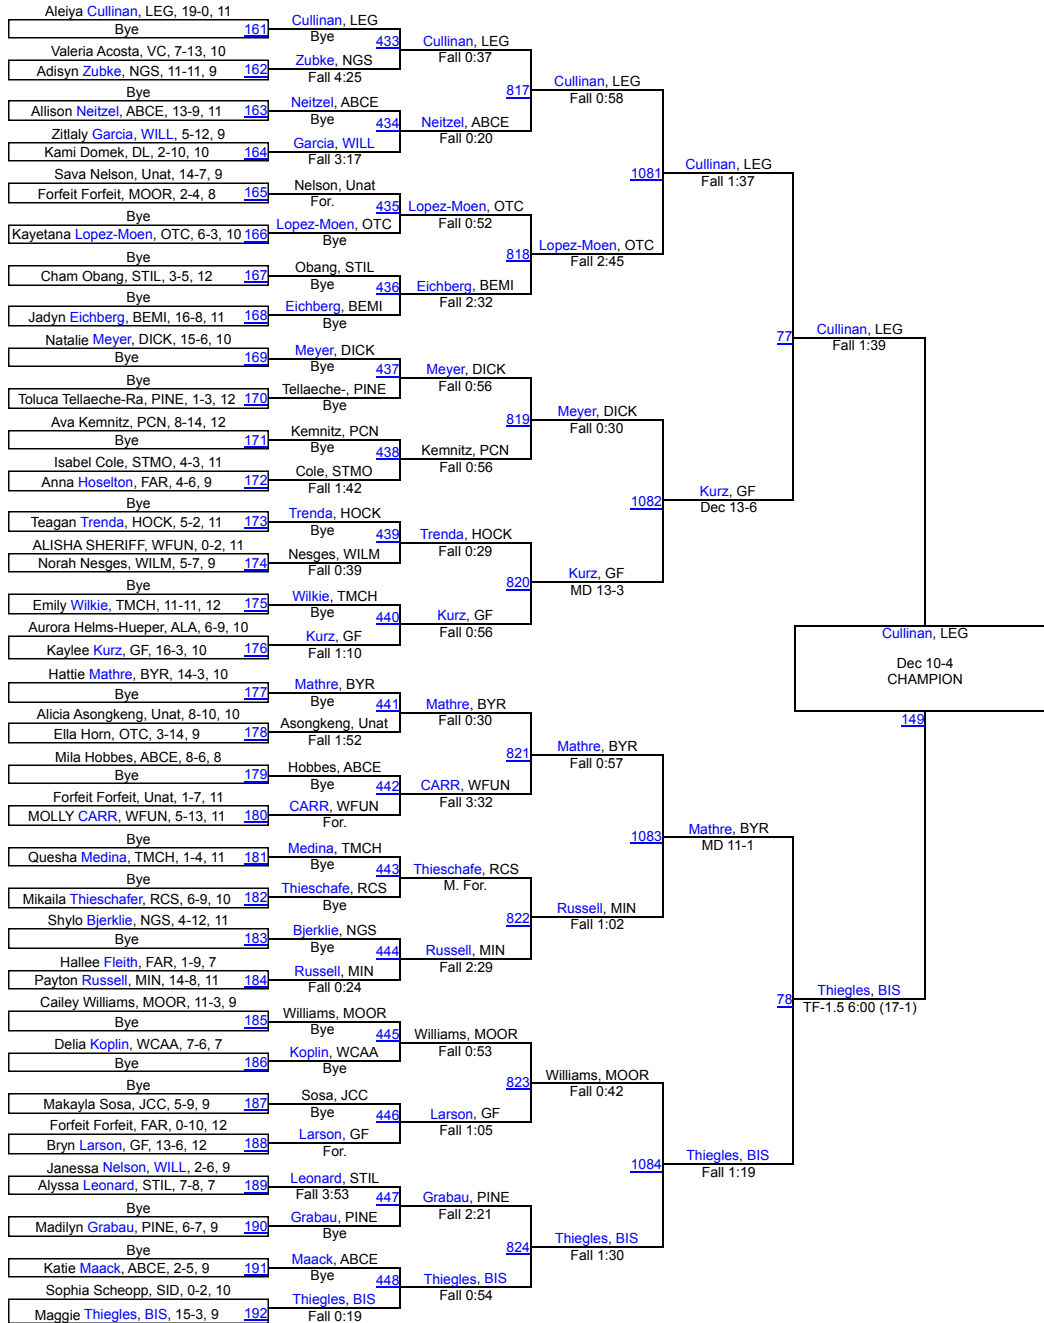 Aleiya Cullinan, LEG, 19-0, 11
Bye 161
Valeria Acosta, VC, 7-13, 10
Adisyn Zubke, NGS, 11-11, 9 162
Bye
Allison Neitzel, ABCE, 13-9, 11 163
Zitlaly Garcia, WILL, 5-12, 9
Kami Domek, DL, 2-10, 10 164
Sava Nelson, Unat, 14-7, 9
Forfeit Forfeit, MOOR, 2-4, 8 165
Bye
Kayetana Lopez-Moen, OTC, 6-3, 10 166
Bye
Cham Obang, STIL, 3-5, 12 167
Bye
Jadyn Eichberg, BEMI, 16-8, 11 168
Natalie Meyer, DICK, 15-6, 10
Bye 169
Bye
Toluca Tellaeche-Ra, PINE, 1-3, 12 170
Ava Kemnitz, PCN, 8-14, 12
Bye 171
Isabel Cole, STMO, 4-3, 11
Anna Hoselton, FAR, 4-6, 9 172
Bye
Teagan Trenda, HOCK, 5-2, 11 173
ALISHA SHERIFF, WFUN, 0-2, 11
Norah Nesges, WILM, 5-7, 9 174
Bye
Emily Wilkie, TMCH, 11-11, 12 175
Aurora Helms-Hueper, ALA, 6-9, 10
Kaylee Kurz, GF, 16-3, 10 176
Hattie Mathre, BYR, 14-3, 10
Bye 177
Alicia Asongkeng, Unat, 8-10, 10
Ella Horn, OTC, 3-14, 9 178
Mila Hobbes, ABCE, 8-6, 8
Bye 179
Forfeit Forfeit, Unat, 1-7, 11
MOLLY CARR, WFUN, 5-13, 11 180
Bye
Quesha Medina, TMCH, 1-4, 11 181
Bye
Mikaila Thieschafer, RCS, 6-9, 10 182
Shylo Bjerklie, NGS, 4-12, 11
Bye 183
Hallee Fleith, FAR, 1-9, 7
Payton Russell, MIN, 14-8, 11 184
Cailey Williams, MOOR, 11-3, 9
Bye 185
Delia Koplin, WCAA, 7-6, 7
Bye 186
Bye
Makayla Sosa, JCC, 5-9, 9 187
Forfeit Forfeit, FAR, 0-10, 12
Bryn Larson, GF, 13-6, 12 188
Janessa Nelson, WILL, 2-6, 9
Alyssa Leonard, STIL, 7-8, 7 189
Bye
Madilyn Grabau, PINE, 6-7, 9 190
Bye
Katie Maack, ABCE, 2-5, 9 191
Sophia Scheopp, SID, 0-2, 10
Maggie Thiegles, BIS, 15-3, 9 192
Cullinan, LEG
Bye
433
Zubke, NGS
Fall 4:25
Neitzel, ABCE
Bye
434
Garcia, WILL
Fall 3:17
Nelson, Unat
For.
435
Lopez-Moen, OTC
Bye
Obang, STIL
Bye
436
Eichberg, BEMI
Bye
Meyer, DICK
Bye
437
Tellaeche-, PINE
Bye
Kemnitz, PCN
Bye
438
Cole, STMO
Fall 1:42
Trenda, HOCK
Bye
439
Nesges, WILM
Fall 0:39
Wilkie, TMCH
Bye
440
Kurz, GF
Fall 1:10
Mathre, BYR
Bye
441
Asongkeng, Unat
Fall 1:52
Hobbes, ABCE
Bye
442
CARR, WFUN
For.
Medina, TMCH
Bye
443
Thieschafe, RCS
Bye
Bjerklie, NGS
Bye
444
Russell, MIN
Fall 0:24
Williams, MOOR
Bye
445
Koplin, WCAA
Bye
Sosa, JCC
Bye
446
Larson, GF
For.
Leonard, STIL
Fall 3:53
447
Grabau, PINE
Bye
Maack, ABCE
Bye
448
Thiegles, BIS
Fall 0:19
Cullinan, LEG
Fall 0:37
817
Neitzel, ABCE
Fall 0:20
Lopez-Moen, OTC
Fall 0:52
818
Eichberg, BEMI
Fall 2:32
Meyer, DICK
Fall 0:56
819
Kemnitz, PCN
Fall 0:56
Trenda, HOCK
Fall 0:29
820
Kurz, GF
Fall 0:56
Mathre, BYR
Fall 0:30
821
CARR, WFUN
Fall 3:32
Thieschafe, RCS
M. For.
822
Russell, MIN
Fall 2:29
Williams, MOOR
Fall 0:53
823
Larson, GF
Fall 1:05
Grabau, PINE
Fall 2:21
824
Thiegles, BIS
Fall 0:54
Cullinan, LEG
Fall 0:58
1081
Lopez-Moen, OTC
Fall 2:45
Meyer, DICK
Fall 0:30
1082
Kurz, GF
MD 13-3
Mathre, BYR
Fall 0:57
1083
Russell, MIN
Fall 1:02
Williams, MOOR
Fall 0:42
1084
Thiegles, BIS
Fall 1:30
Cullinan, LEG
Fall 1:37
77
Kurz, GF
Dec 13-6
Mathre, BYR
MD 11-1
78
Thiegles, BIS
Fall 1:19
Cullinan, LEG
Fall 1:39
Thiegles, BIS
TF-1.5 6:00 (17-1)
Cullinan, LEG
Dec 10-4
CHAMPION
149